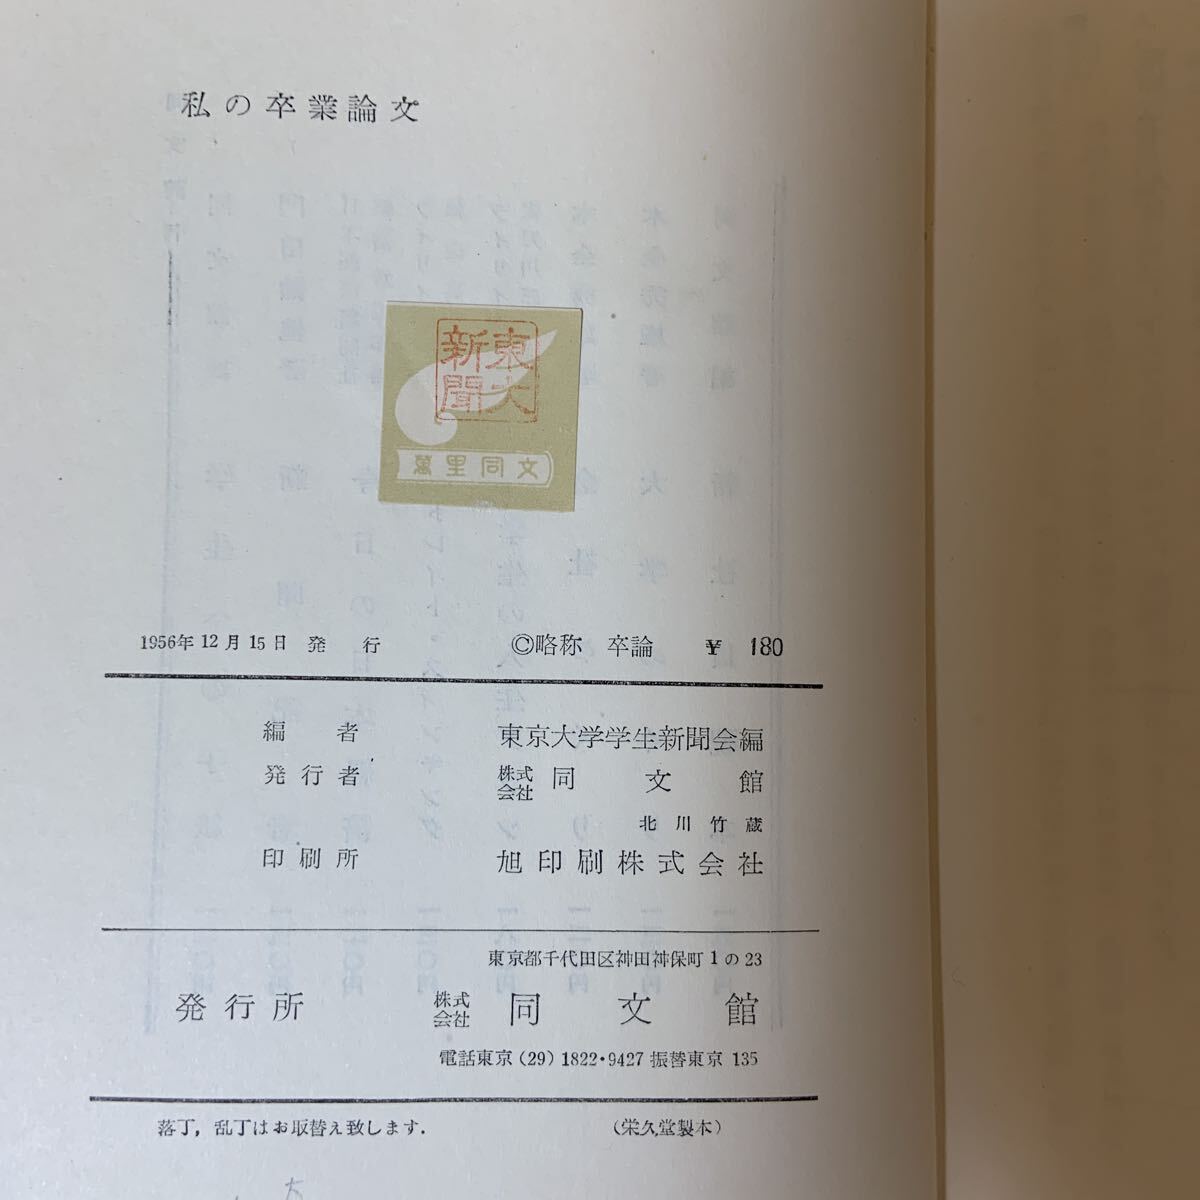 私の卒業論文
東大
新聞
萬里同文
1956年12月15日 発行 ©略称 卒論 ¥ 180
編者 東京大学学生新聞会編
発行者 株式会社 同文館
北川竹蔵
印刷所 旭印刷株式会社
東京都千代田区神田神保町1の23
発行所 株式会社 同文館
電話東京(29)1822・9427 振替東京 135
落丁,乱丁はお取替え致します. (栄久堂製本)